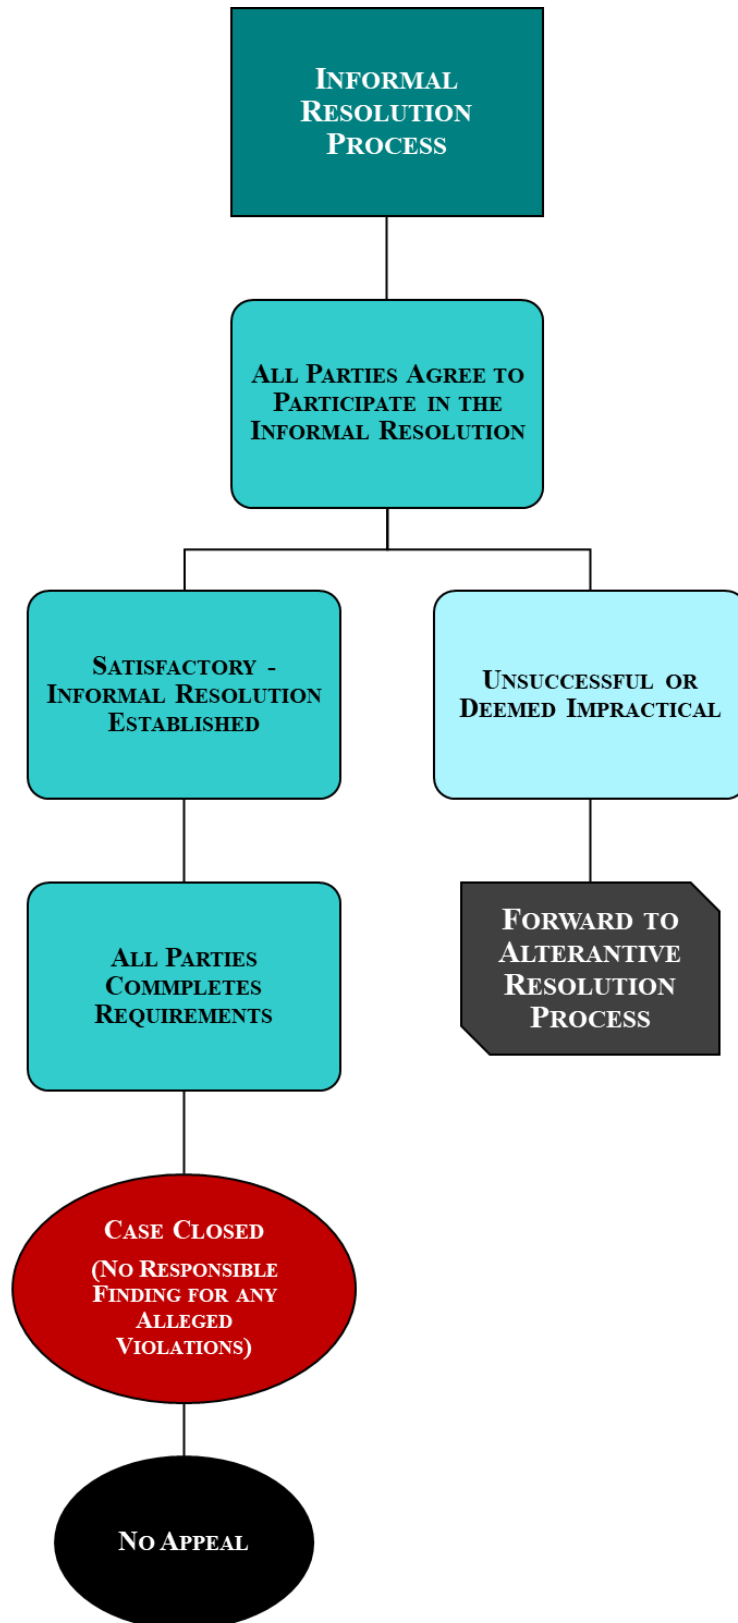 Informal
Resolution
Process
All Parties Agree to
Participate in the
Informal Resolution
Satisfactory -
Informal Resolution
Established
Unsuccessful or
Deemed Impractical
All Parties
Commpletes
Requirements
Forward to
Alterantive
Resolution
Process
Case Closed
(No Responsible
Finding for any
Alleged
Violations)
No Appeal